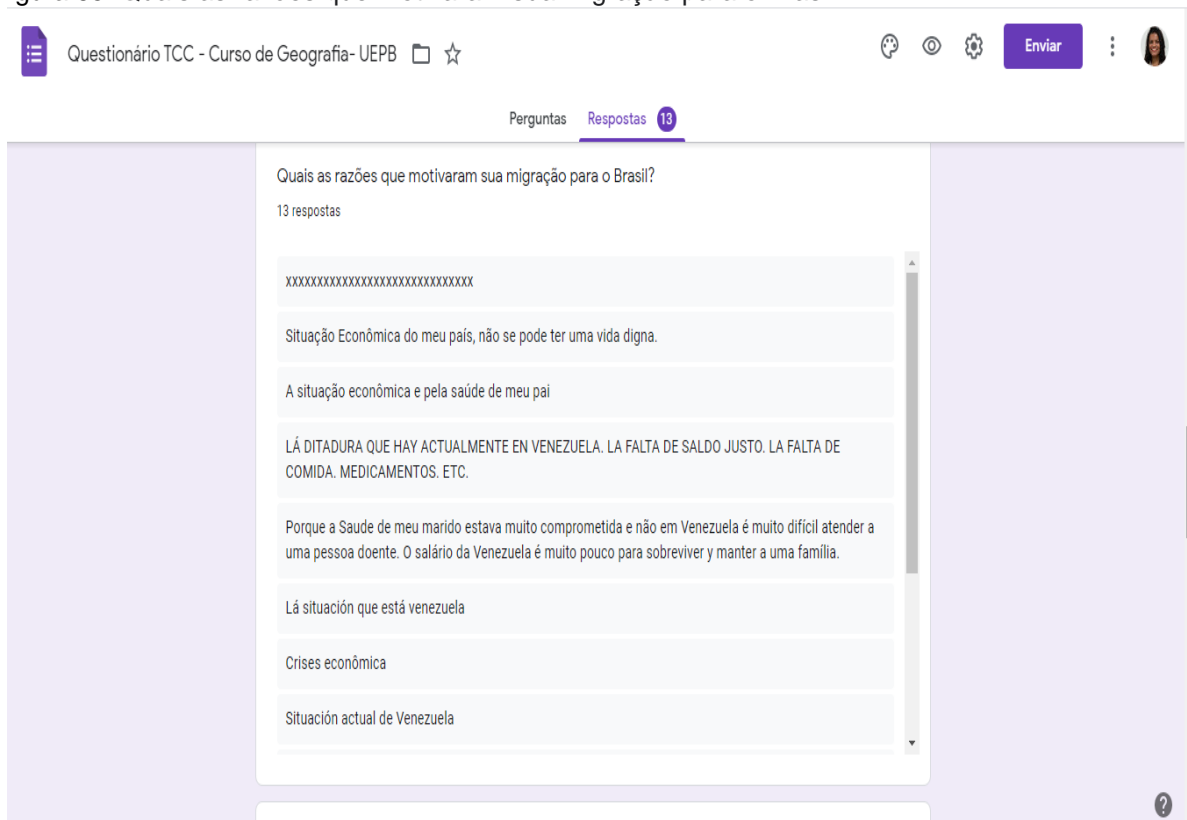 Questionário TCC - Curso de Geografia- UEPB
Enviar
Perguntas Respostas 13
Quais as razões que motivaram sua migração para o Brasil?
13 respostas
xxxxxxxxxxxxxxxxxxxxxxxxxxxxxx
Situação Econômica do meu país, não se pode ter uma vida digna.
A situação econômica e pela saúde de meu pai
LÁ DITADURA QUE HAY ACTUALMENTE EN VENEZUELA. LA FALTA DE SALDO JUSTO. LA FALTA DE
COMIDA. MEDICAMENTOS. ETC.
Porque a Saude de meu marido estava muito comprometida e não em Venezuela é muito difícil atender a
uma pessoa doente. O salário da Venezuela é muito pouco para sobreviver y manter a uma família.
Lá situación que está venezuela
Crises econômica
Situación actual de Venezuela